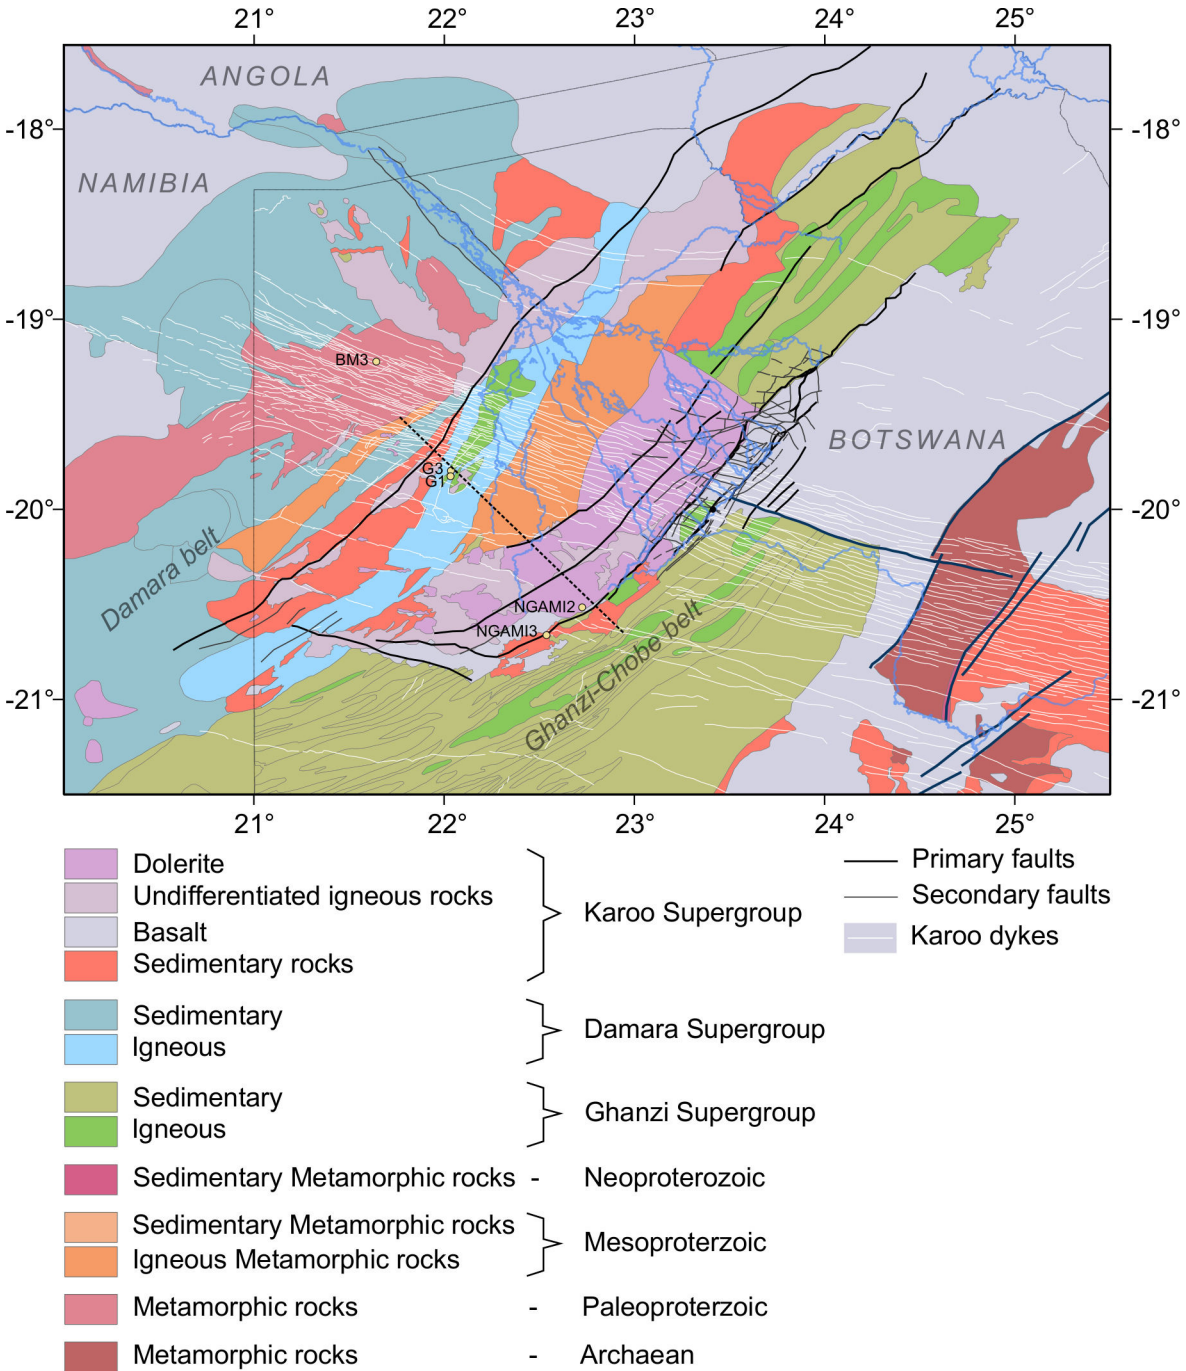 21° 22° 23° 24° 25°
ANGOLA
-18° -18°
NAMIBIA
-19° -19°
BM3
BOTSWANA
G3
G1
-20° -20°
Damara belt
NGAMI2
NGAMI3
Ghanzi-Chobe belt
-21° -21°
21° 22° 23° 24° 25°
Dolerite
Undifferentiated igneous rocks
Basalt
Sedimentary rocks
Karoo Supergroup
Sedimentary
Igneous
Damara Supergroup
Sedimentary
Igneous
Ghanzi Supergroup
Sedimentary Metamorphic rocks - Neoproterozoic
Sedimentary Metamorphic rocks
Igneous Metamorphic rocks
Mesoproterzoic
Metamorphic rocks - Paleoproterzoic
Metamorphic rocks - Archaean
Primary faults
Secondary faults
Karoo dykes